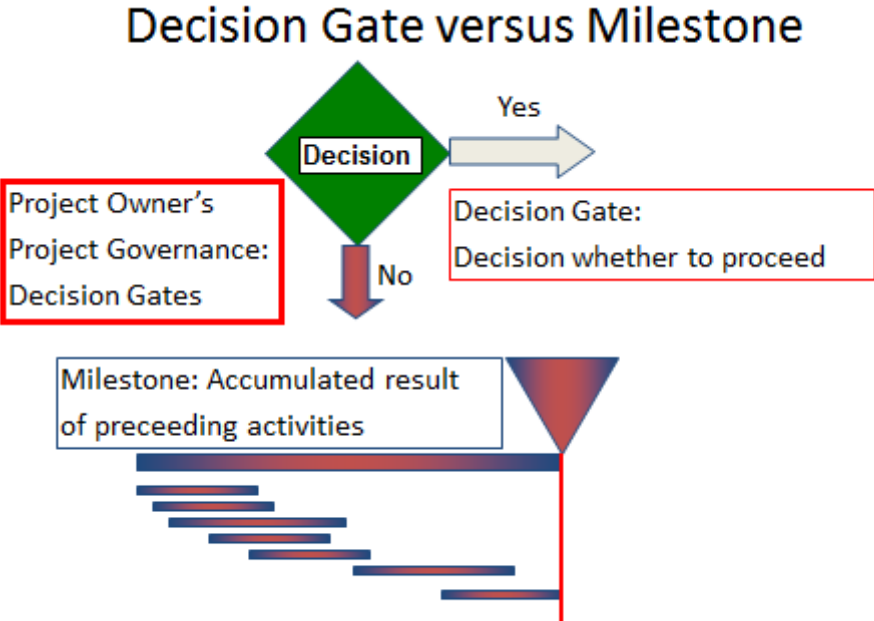 Decision Gate versus Milestone
Yes
Decision
Project Owner's
Project Governance:
Decision Gates
Decision Gate:
Decision whether to proceed
No
Milestone: Accumulated result
of preceeding activities